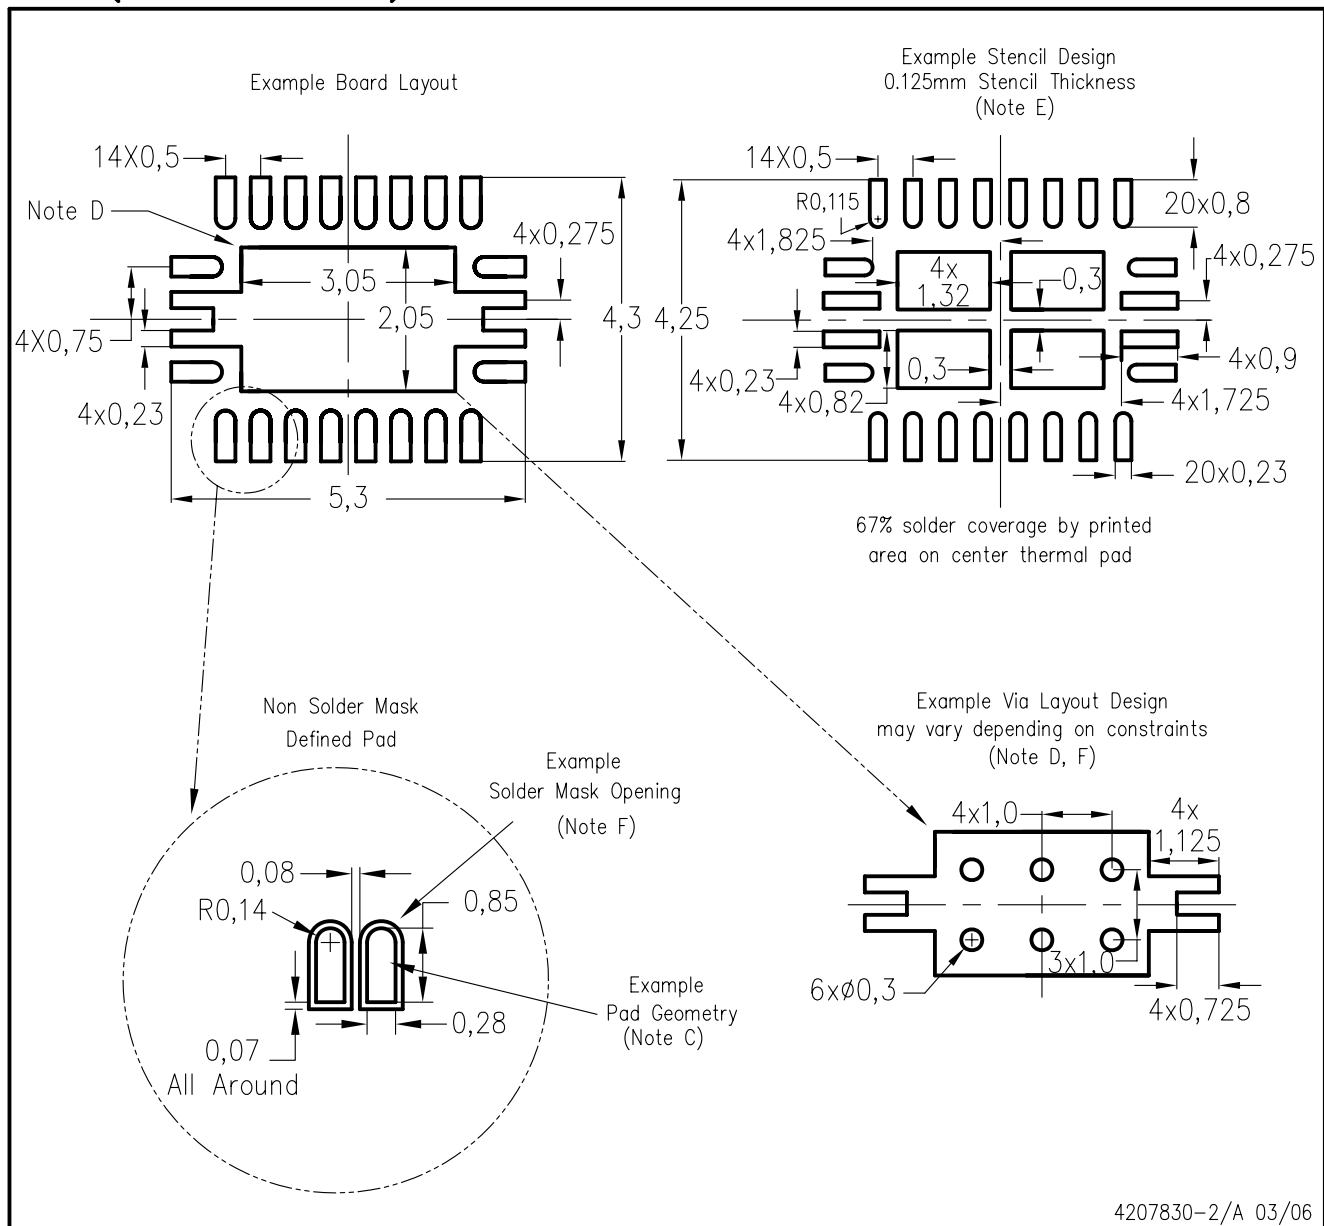 Example Board Layout
14X0,5
Note D
4x0,275
3,05
2,05
4,3
4X0,75
4x0,23
5,3
Example Stencil Design
0.125mm Stencil Thickness
(Note E)
14X0,5
R0,115
20x0,8
4x1,825
4x0,275
4x
1,32
0,3
4,25
4x0,23
0,3
4x0,9
4x0,82
4x1,725
20x0,23
67% solder coverage by printed
area on center thermal pad
Non Solder Mask
Defined Pad
Example
Solder Mask Opening
(Note F)
0,08
R0,14
0,85
Example
Pad Geometry
(Note C)
0,28
0,07
All Around
Example Via Layout Design
may vary depending on constraints
(Note D, F)
4x1,0
4x
1,125
3x1,0
6xø0,3
4x0,725
4207830-2/A 03/06